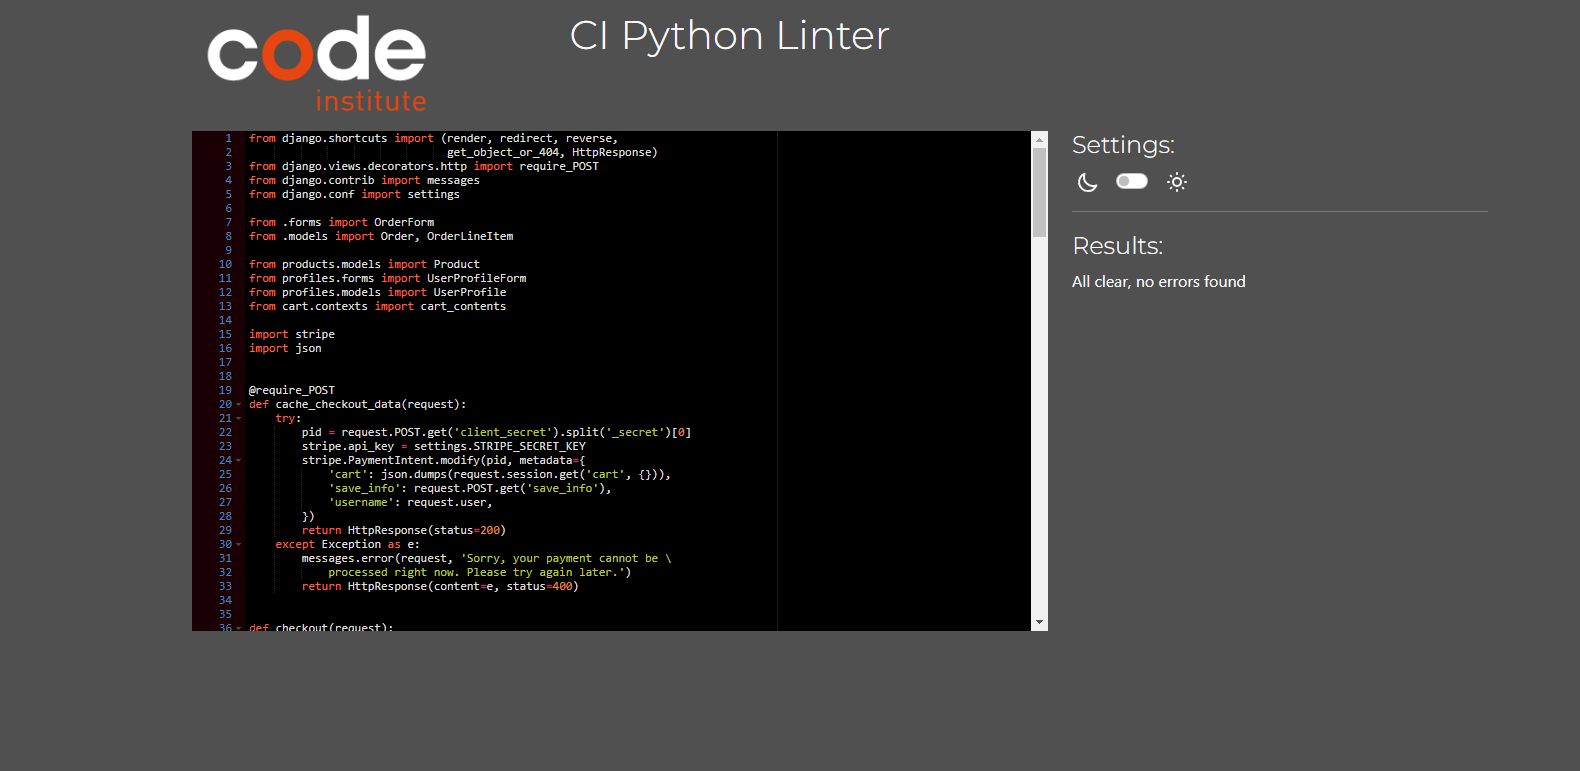 code
institute
CI Python Linter
1 from django.shortcuts import (render, redirect, reverse,
2                               get_object_or_404, HttpResponse)
3 from django.views.decorators.http import require_POST
4 from django.contrib import messages
5 from django.conf import settings
6
7 from .forms import OrderForm
8 from .models import Order, OrderLineItem
9
10 from products.models import Product
11 from profiles.forms import UserProfileForm
12 from profiles.models import UserProfile
13 from cart.contexts import cart_contents
14
15 import stripe
16 import json
17
18
19 @require_POST
20 def cache_checkout_data(request):
21     try:
22         pid = request.POST.get('client_secret').split('_secret')[0]
23         stripe.api_key = settings.STRIPE_SECRET_KEY
24         stripe.PaymentIntent.modify(pid, metadata={
25             'cart': json.dumps(request.session.get('cart', {})),
26             'save_info': request.POST.get('save_info'),
27             'username': request.user,
28         })
29         return HttpResponse(status=200)
30     except Exception as e:
31         messages.error(request, 'Sorry, your payment cannot be \
32             processed right now. Please try again later.')
33         return HttpResponse(content=e, status=400)
34
35
36 def checkout(request):
Settings:
Results:
All clear, no errors found